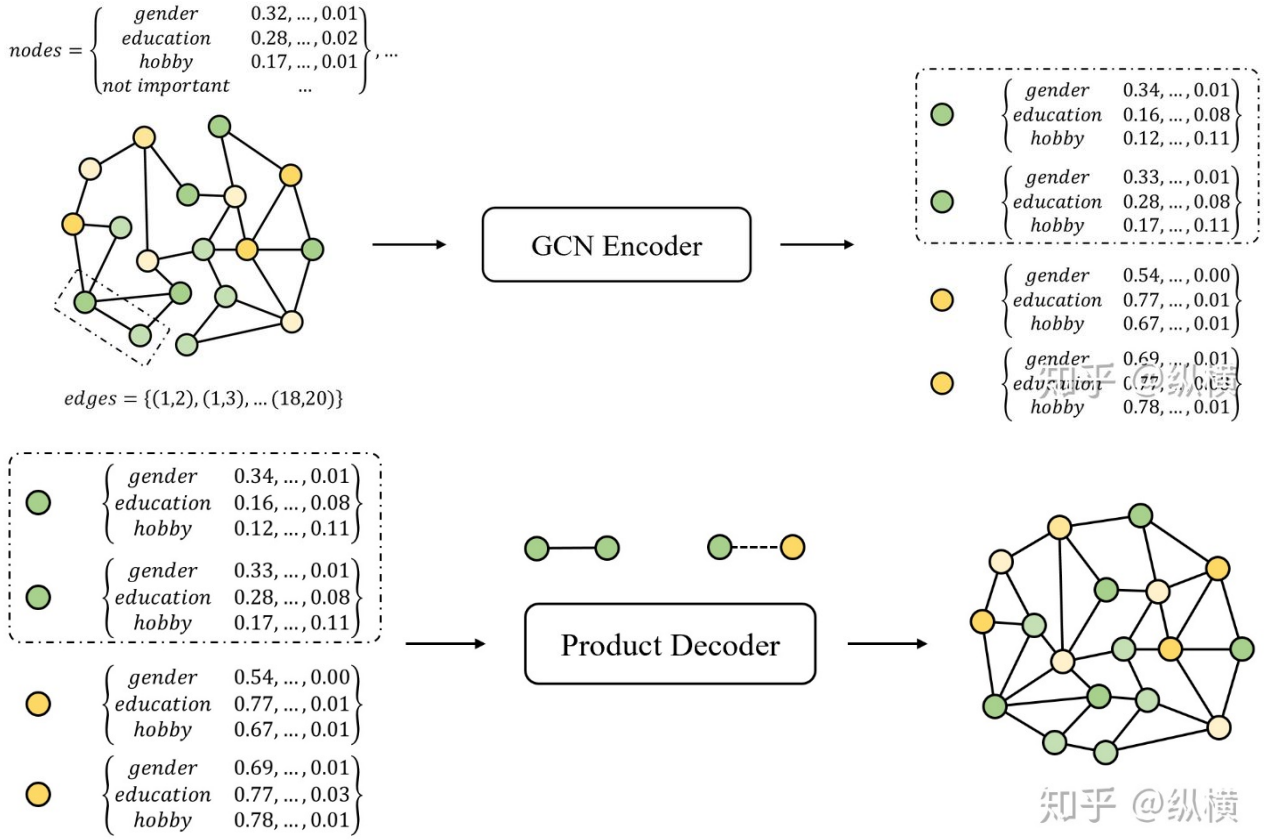 gender 0.32, … , 0.01
nodes = education 0.28, … , 0.02 , …
hobby 0.17, … , 0.01
not important …
edges = {(1,2), (1,3), … (18,20)}
GCN Encoder
gender 0.34, … , 0.01
education 0.16, … , 0.08
hobby 0.12, … , 0.11
gender 0.33, … , 0.01
education 0.28, … , 0.08
hobby 0.17, … , 0.11
gender 0.54, … , 0.00
education 0.77, … , 0.01
hobby 0.67, … , 0.01
gender 0.69, … , 0.01
education 0.77, … , 0.03
hobby 0.78, … , 0.01
知乎 @纵横
gender 0.34, … , 0.01
education 0.16, … , 0.08
hobby 0.12, … , 0.11
gender 0.33, … , 0.01
education 0.28, … , 0.08
hobby 0.17, … , 0.11
gender 0.54, … , 0.00
education 0.77, … , 0.01
hobby 0.67, … , 0.01
gender 0.69, … , 0.01
education 0.77, … , 0.03
hobby 0.78, … , 0.01
Product Decoder
知乎 @纵横